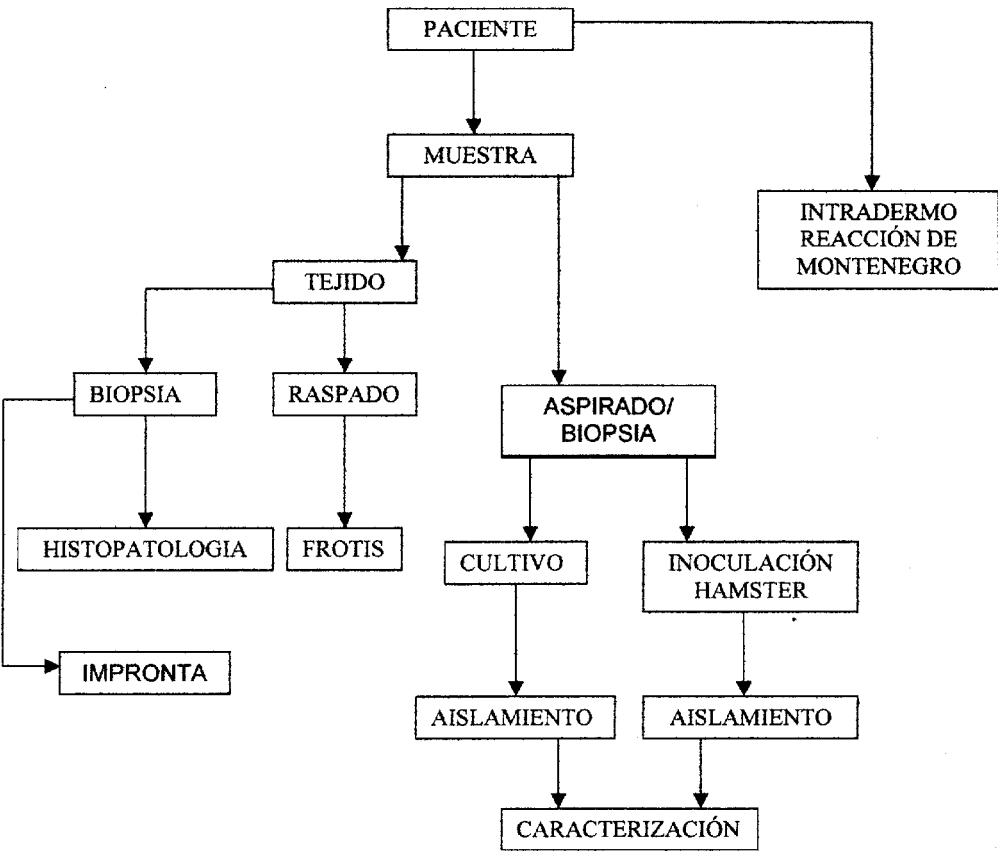 PACIENTE
MUESTRA
INTRADERMO
REACCIÓN DE
MONTENEGRO
TEJIDO
BIOPSIA
RASPADO
ASPIRADO/
BIOPSIA
HISTOPATOLOGIA
FROTIS
CULTIVO
INOCULACIÓN
HAMSTER
IMPRONTA
AISLAMIENTO
AISLAMIENTO
CARACTERIZACIÓN